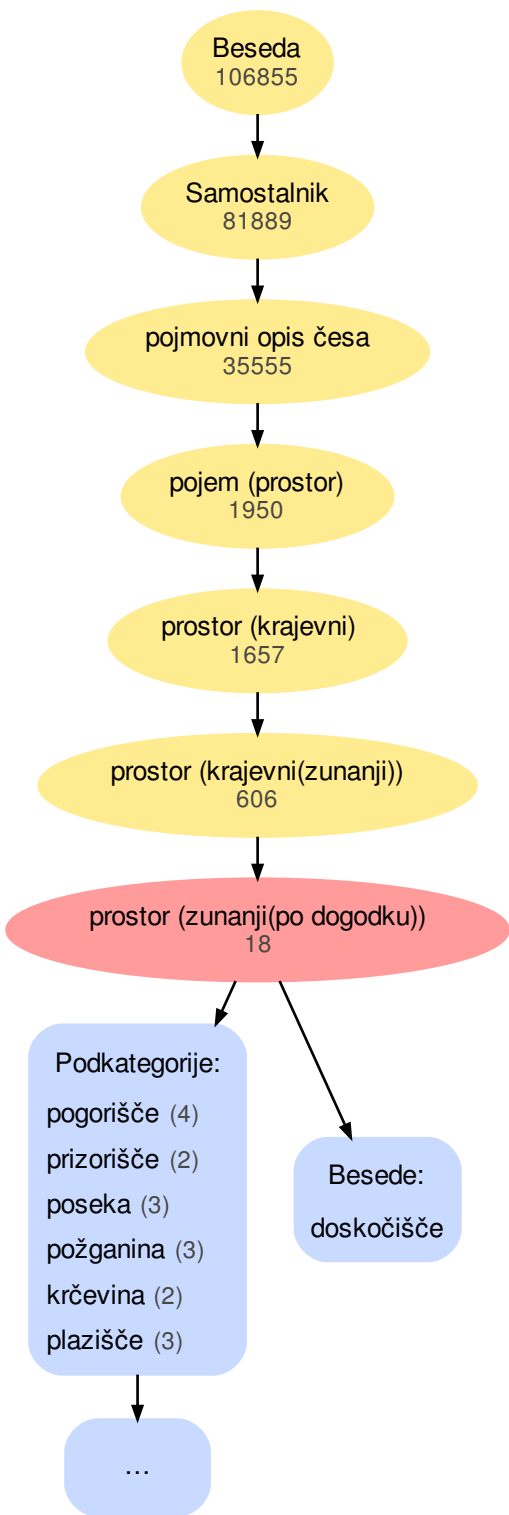 Beseda
106855
Samostalnik
81889
pojmovni opis česa
35555
pojem (prostor)
1950
prostor (krajevni)
1657
prostor (krajevni(zunanji))
606
prostor (zunanji(po dogodku))
18
Podkategorije:
pogorišče (4)
prizorišče (2)
poseka (3)
požganina (3)
krčevina (2)
plazišče (3)
Besede:
doskočišče
...